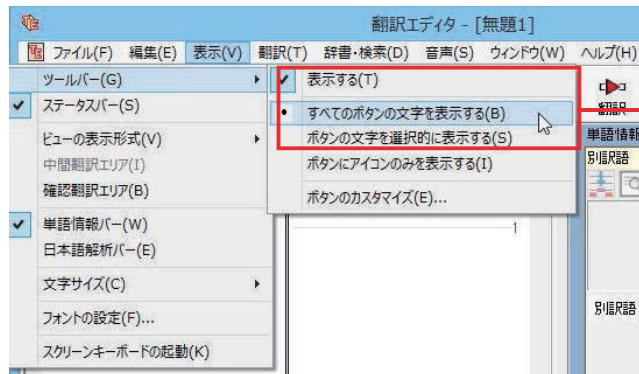 翻訳エディタ - [無題1]
ファイル(F) 編集(E) 表示(V) 翻訳(T) 辞書・検索(D) 音声(S) ウィンドウ(W) ヘルプ(H)
ツールバー(G)
ステータスバー(S)
ビューの表示形式(V)
中間翻訳エリア(I)
確認翻訳エリア(B)
単語情報バー(W)
日本語解析バー(E)
文字サイズ(C)
フォントの設定(F)...
スクリーンキーボードの起動(K)
表示する(T)
すべてのボタンの文字を表示する(B)
ボタンの文字を選択的に表示する(S)
ボタンにアイコンのみを表示する(I)
ボタンのカスタマイズ(E)...
1
翻訳
単語情報
別訳語
別訳語